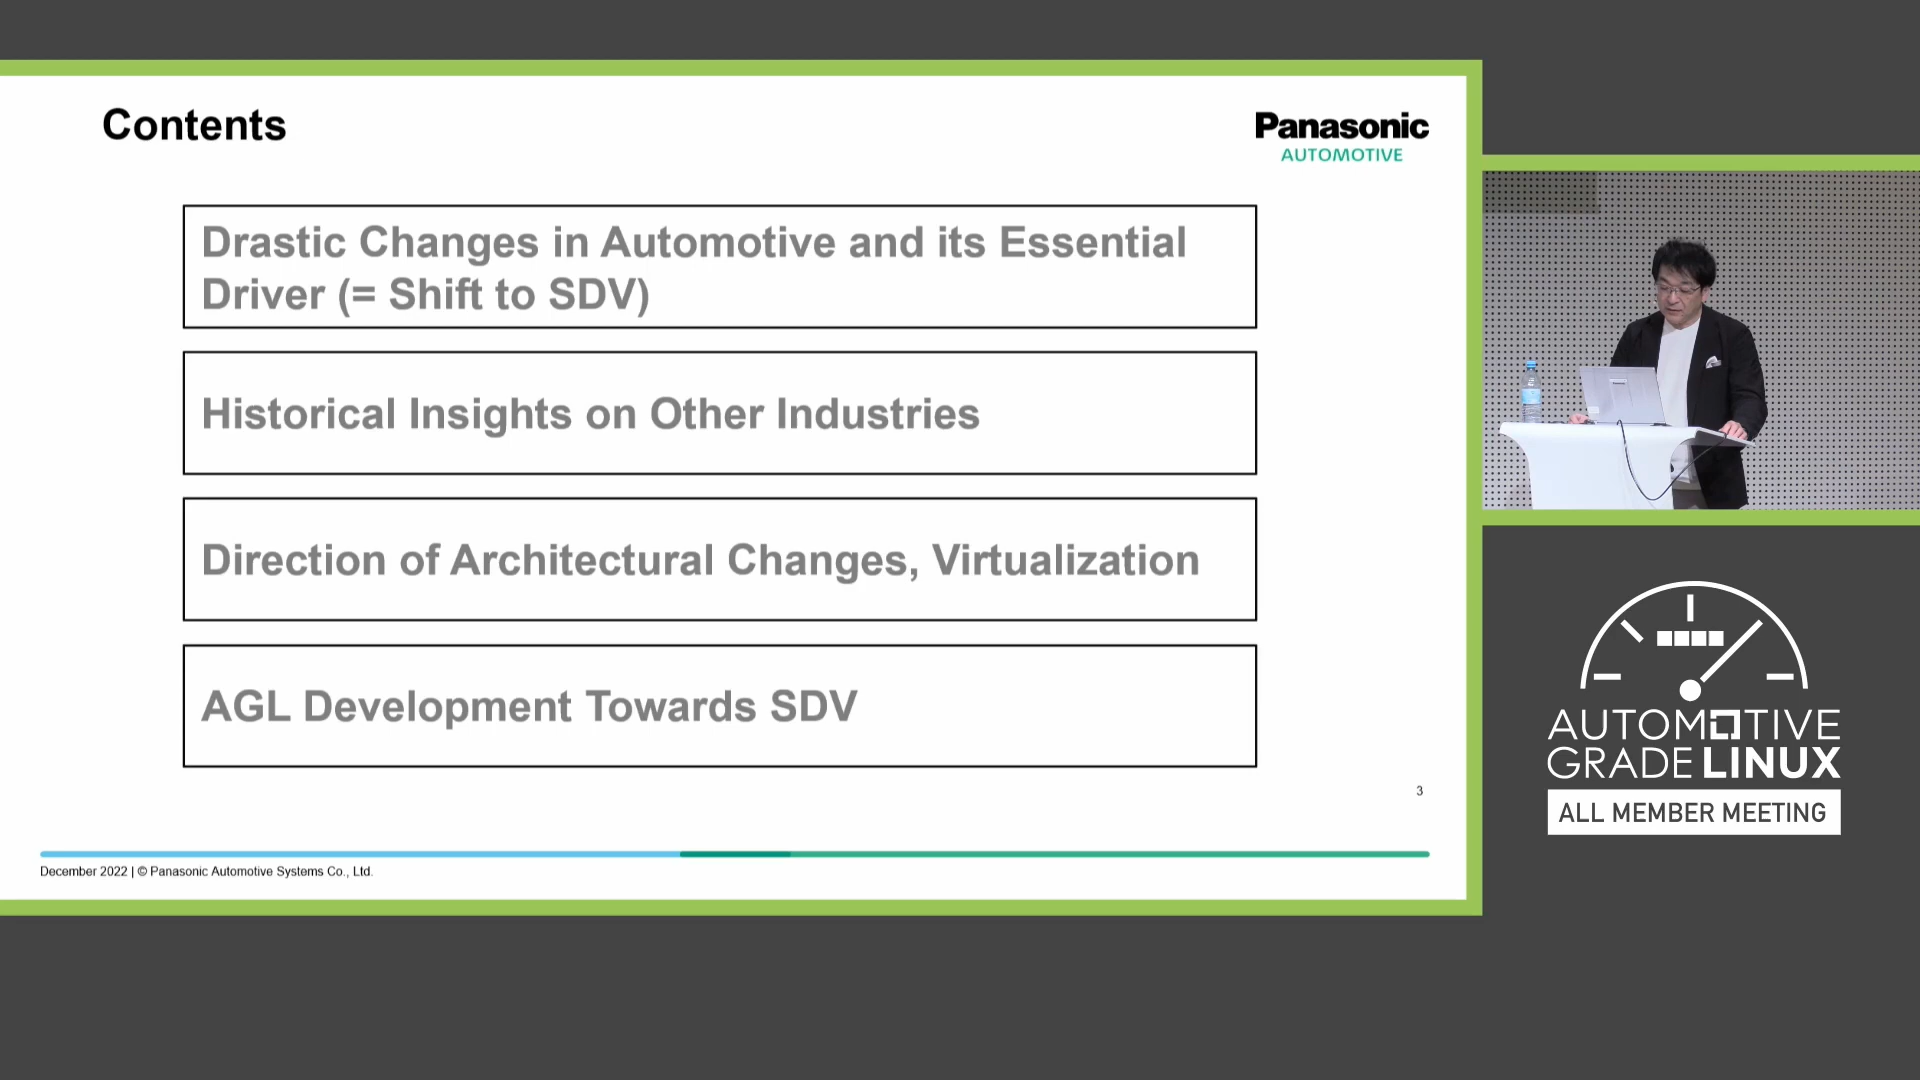 Contents
Panasonic
AUTOMOTIVE
Drastic Changes in Automotive and its Essential
Driver (= Shift to SDV)
Historical Insights on Other Industries
Direction of Architectural Changes, Virtualization
AGL Development Towards SDV
3
December 2022 | © Panasonic Automotive Systems Co., Ltd.
AUTOMOTIVE
GRADE LINUX
ALL MEMBER MEETING